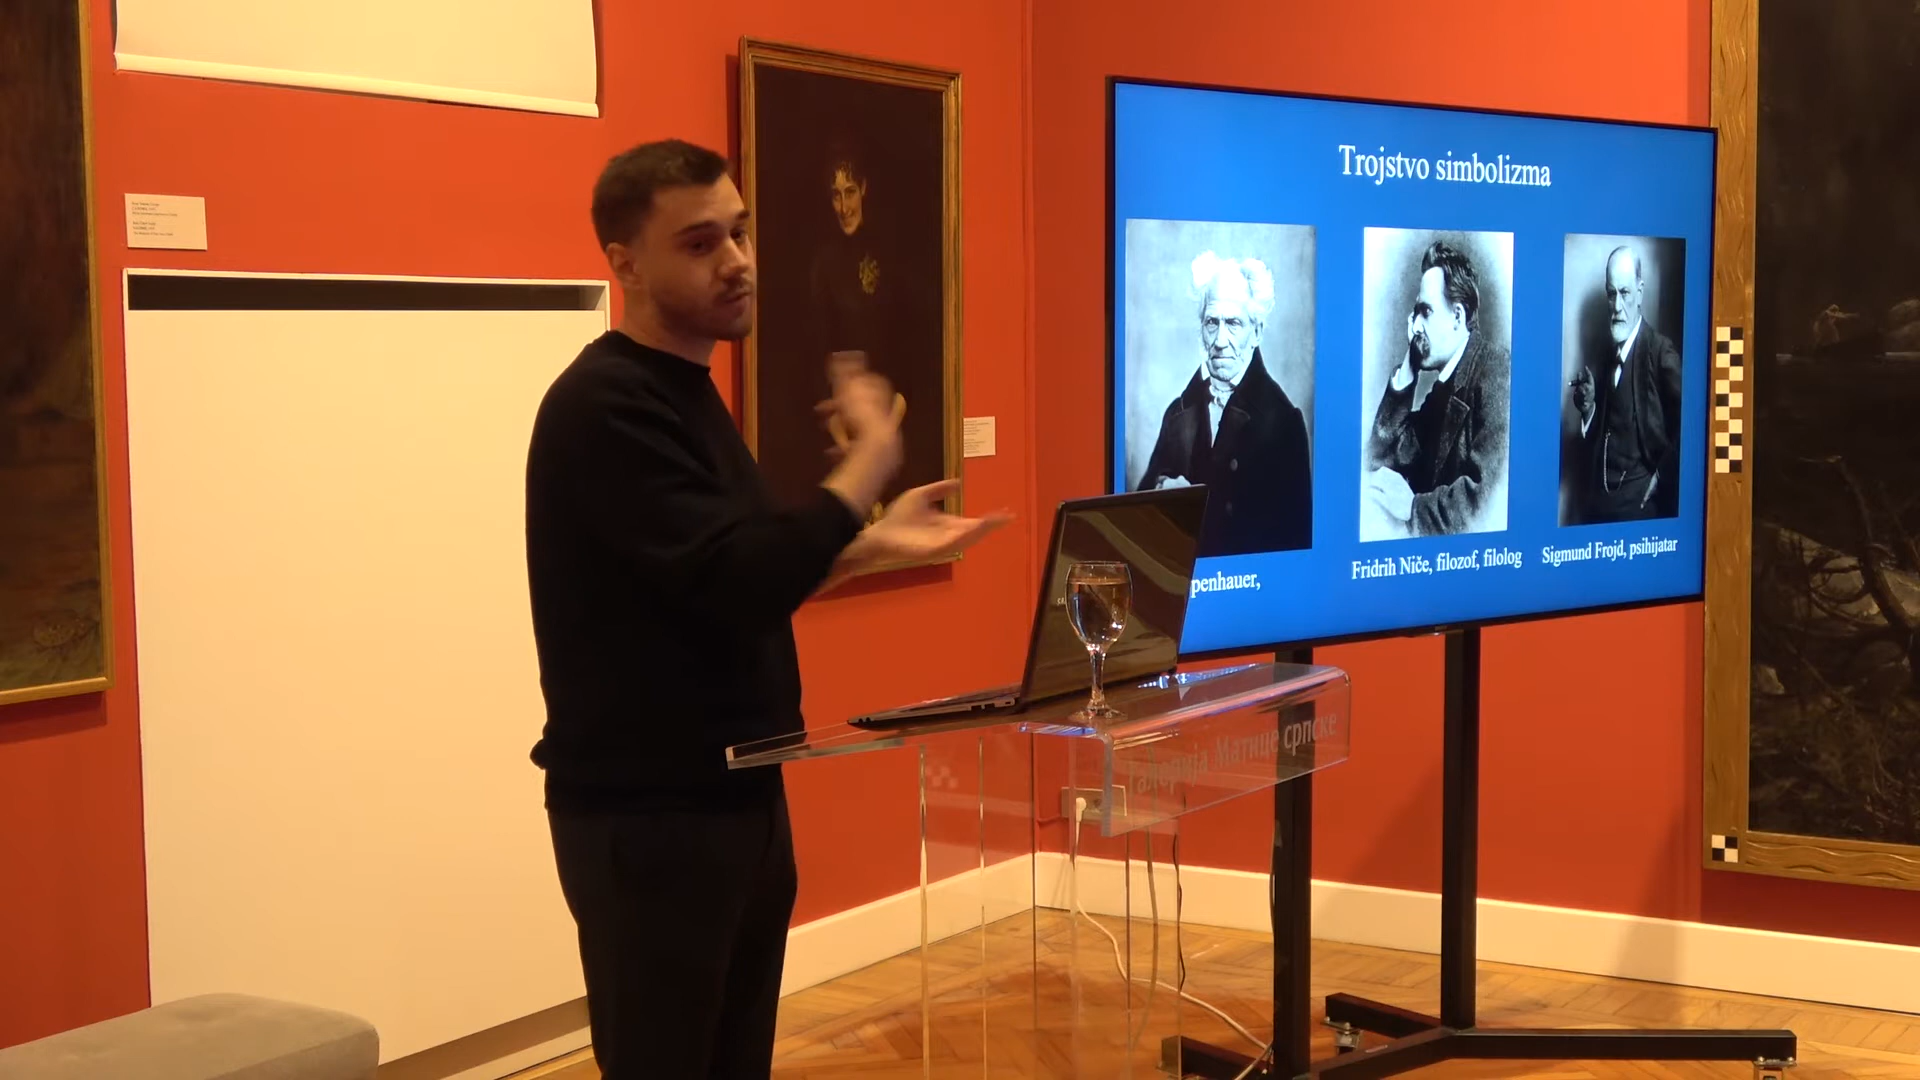 Trojstvo simbolizma
penhauer,
Fridrih Niče, filozof, filolog
Sigmund Frojd, psihijatar
Галерија Матице српске